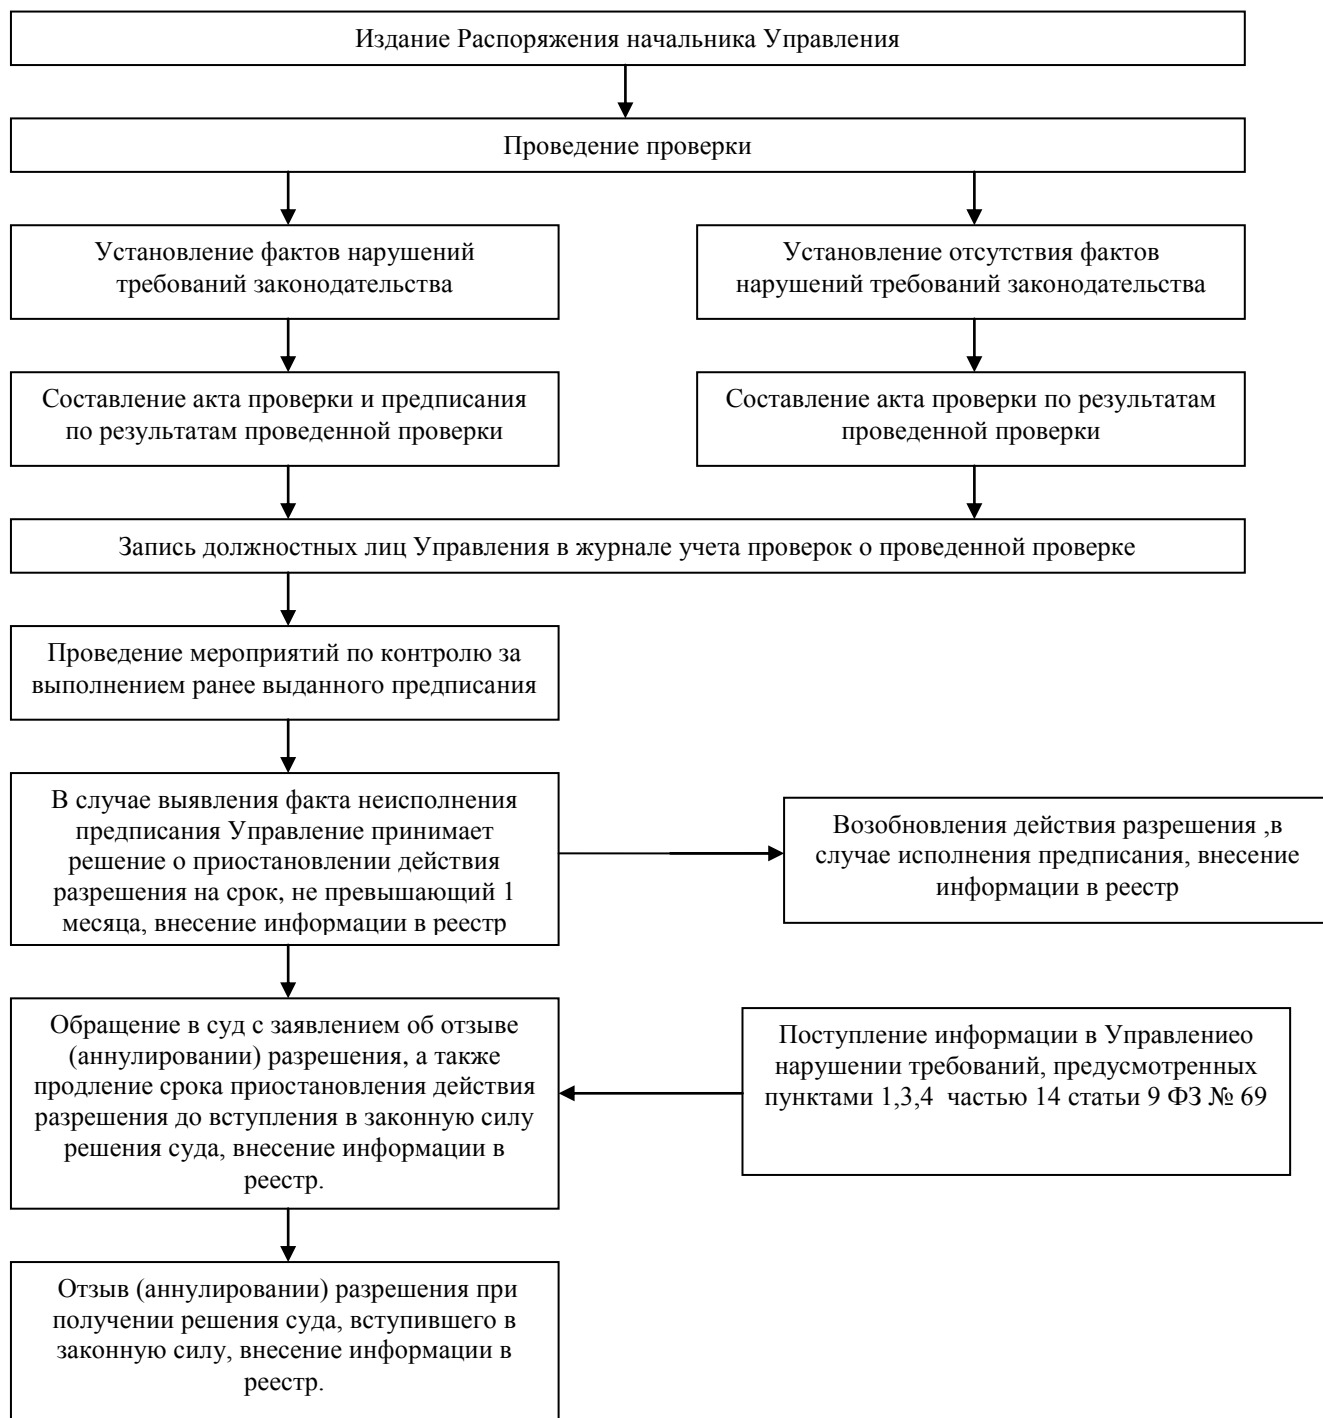 Издание Распоряжения начальника Управления
Проведение проверки
Установление фактов нарушений
требований законодательства
Установление отсутствия фактов
нарушений требований законодательства
Составление акта проверки и предписания
по результатам проведенной проверки
Составление акта проверки по результатам
проведенной проверки
Запись должностных лиц Управления в журнале учета проверок о проведенной проверке
Проведение мероприятий по контролю за
выполнением ранее выданного предписания
В случае выявления факта неисполнения
предписания Управление принимает
решение о приостановлении действия
разрешения на срок, не превышающий 1
месяца, внесение информации в реестр
Возобновления действия разрешения ,в
случае исполнения предписания, внесение
информации в реестр
Обращение в суд с заявлением об отзыве
(аннулировании) разрешения, а также
продление срока приостановления действия
разрешения до вступления в законную силу
решения суда, внесение информации в
реестр.
Поступление информации в Управлениео
нарушении требований, предусмотренных
пунктами 1,3,4 частью 14 статьи 9 ФЗ № 69
Отзыв (аннулировании) разрешения при
получении решения суда, вступившего в
законную силу, внесение информации в
реестр.